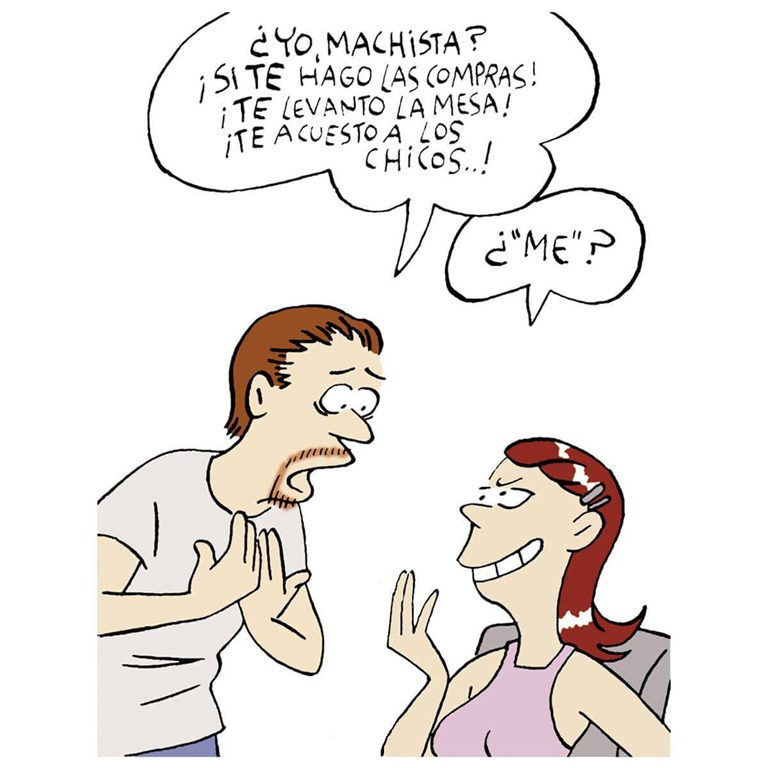 ¿YO, MACHISTA?
¡SI TE HAGO LAS COMPRAS!
¡TE LEVANTO LA MESA!
¡TE ACUESTO A LOS
CHICOS..!
¿"ME"?